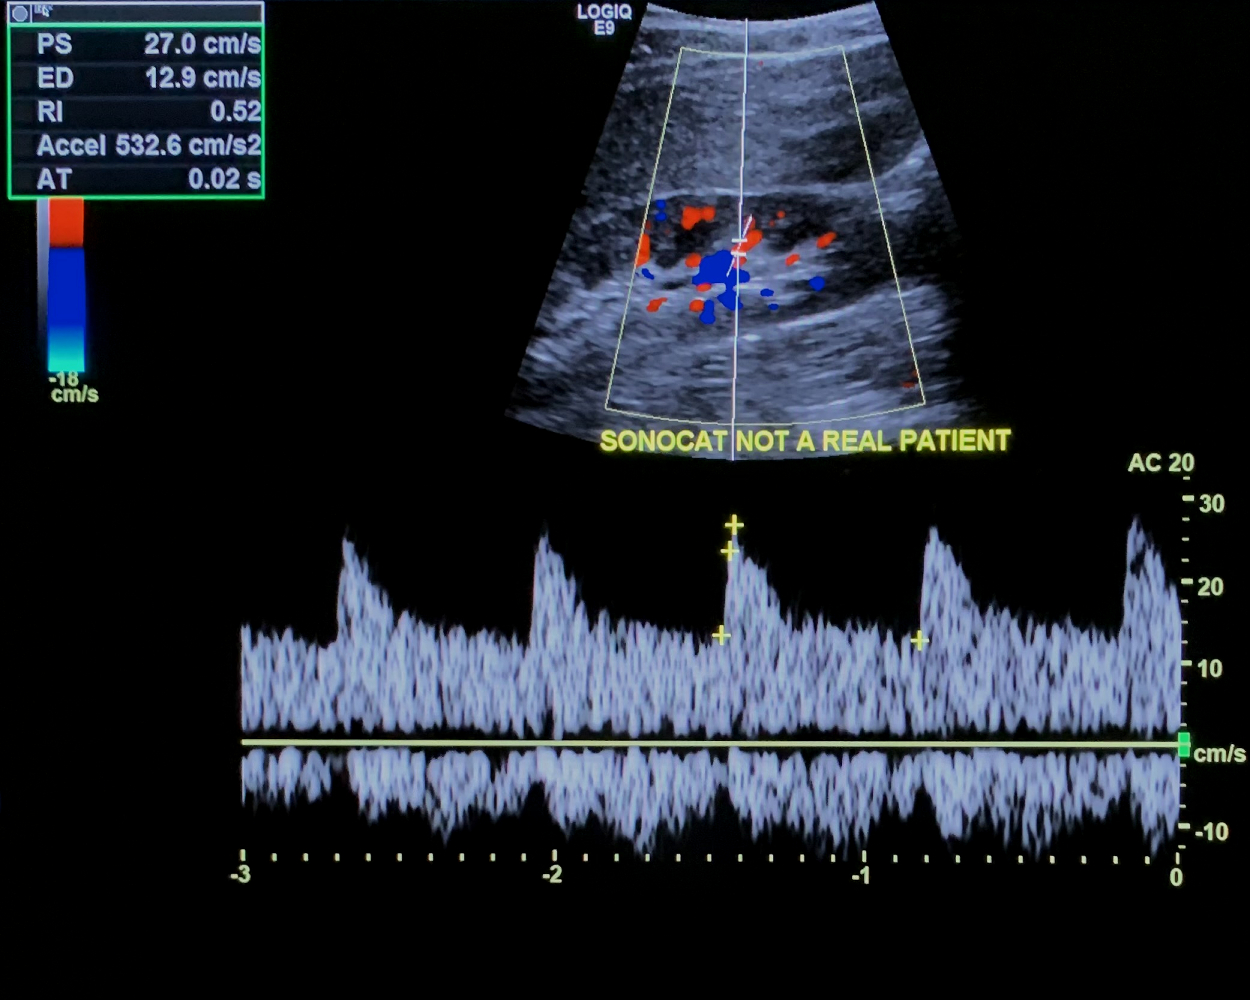 LOGIQ
E9
PS 27.0 cm/s
ED 12.9 cm/s
RI 0.52
Accel 532.6 cm/s2
AT 0.02 s
-18
cm/s
SONOCAT NOT A REAL PATIENT
AC 20
30
20
10
cm/s
-10
-3 -2 -1 0